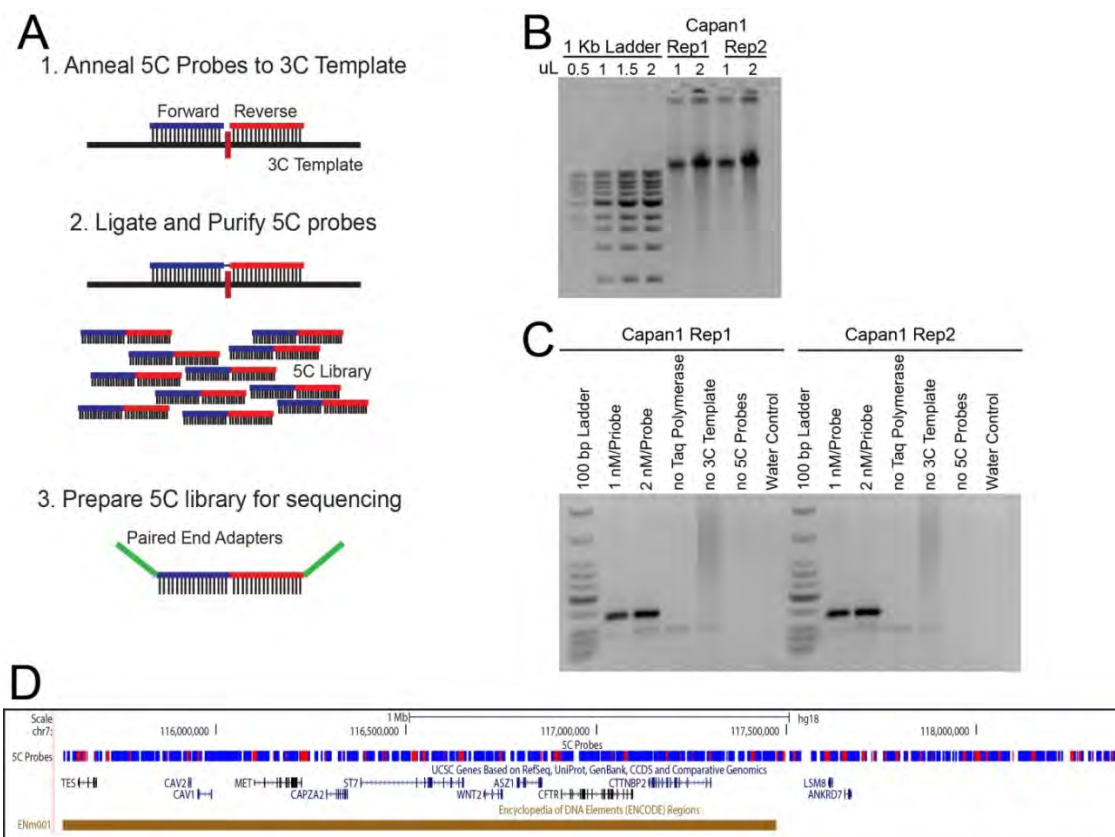 A
1. Anneal 5C Probes to 3C Template
Forward Reverse
3C Template
2. Ligate and Purify 5C probes
5C Library
3. Prepare 5C library for sequencing
Paired End Adapters
B
Capan1
1 Kb Ladder Rep1 Rep2
uL 0.5 1 1.5 2 1 2 1 2
C
Capan1 Rep1 Capan1 Rep2
100 bp Ladder
1 nM/Priobe
2 nM/Probe
no Taq Polymerase
no 3C Template
no 5C Probes
Water Control
100 bp Ladder
1 nM/Probe
2 nM/Probe
no Taq Polymerase
no 3C Template
no 5C Probes
Water Control
D
Scale 1 Mb hg18
chr7: 116,000,000 116,500,000 117,000,000 117,500,000 118,000,000
5C Probes
5C Probes
UCSC Genes Based on RefSeq, UniProt, GenBank, CCDS and Comparative Genomics
TES CAV2 MET ST7 ASZ1 CTTNBP2 LSM8
CAV1 CAPZA2 WNT2 CFTR ANKRD7
Encyclopedia of DNA Elements (ENCODE) Regions
ENm001